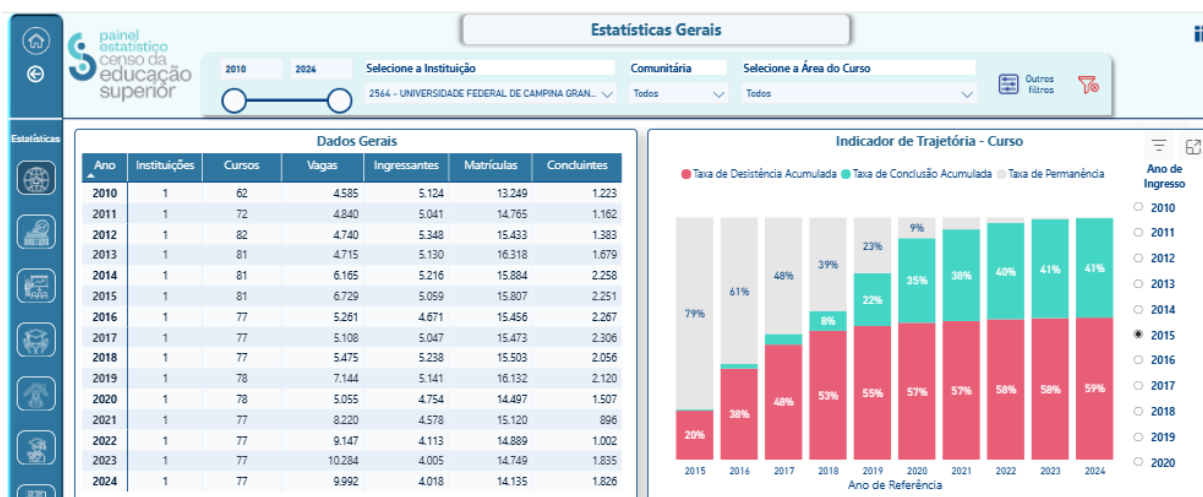 painel
estatístico
censo da
educação
superior
Estatísticas Gerais
2010 2024
Selecione a Instituição
2564 - UNIVERSIDADE FEDERAL DE CAMPINA GRAN...
Comunitária
Todos
Selecione a Área do Curso
Todos
Outros
filtros
Estatísticas
Dados Gerais
Ano Instituições Cursos Vagas Ingressantes Matrículas Concluintes
2010 1 62 4.585 5.124 13.249 1.223
2011 1 72 4.840 5.041 14.765 1.162
2012 1 82 4.740 5.348 15.433 1.383
2013 1 81 4.715 5.130 16.318 1.679
2014 1 81 6.165 5.216 15.884 2.258
2015 1 81 6.729 5.059 15.807 2.251
2016 1 77 5.261 4.671 15.456 2.267
2017 1 77 5.108 5.047 15.473 2.306
2018 1 77 5.475 5.238 15.503 2.056
2019 1 78 7.144 5.141 16.132 2.120
2020 1 78 5.055 4.754 14.497 1.507
2021 1 77 8.220 4.578 15.120 896
2022 1 77 9.147 4.113 14.889 1.002
2023 1 77 10.284 4.005 14.749 1.835
2024 1 77 9.992 4.018 14.135 1.826
Indicador de Trajetória - Curso
Taxa de Desistência Acumulada Taxa de Conclusão Acumulada Taxa de Permanência
79% 61% 48% 39% 23% 9%
8% 22% 35% 38% 40% 41% 41%
20% 38% 48% 53% 55% 57% 57% 58% 58% 59%
2015 2016 2017 2018 2019 2020 2021 2022 2023 2024
Ano de Referência
Ano de
Ingresso
2010
2011
2012
2013
2014
2015
2016
2017
2018
2019
2020